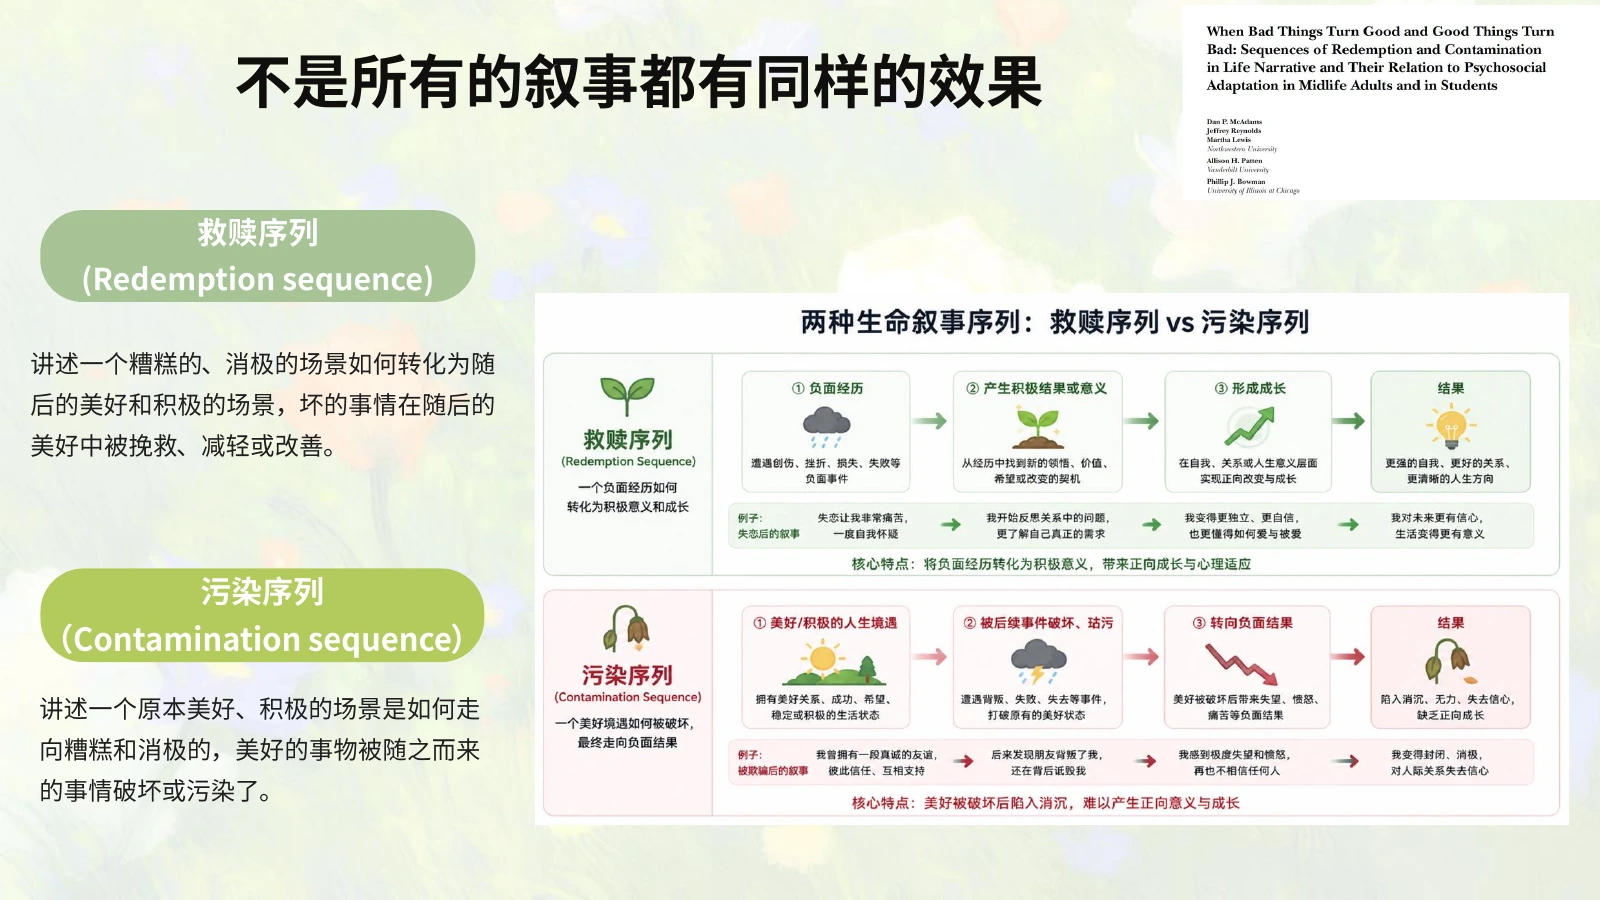 不是所有的叙事都有同样的效果
When Bad Things Turn Good and Good Things Turn
Bad: Sequences of Redemption and Contamination
in Life Narrative and Their Relation to Psychosocial
Adaptation in Midlife Adults and in Students
Dan P. McAdams
Jeffrey Reynolds
Martha Lewis
Northwestern University
Allison H. Patten
Vanderbilt University
Phillip J. Bowman
University of Illinois at Chicago
救赎序列
(Redemption sequence)
讲述一个糟糕的、消极的场景如何转化为随
后的美好和积极的场景，坏的事情在随后的
美好中被挽救、减轻或改善。
污染序列
（Contamination sequence）
讲述一个原本美好、积极的场景是如何走
向糟糕和消极的，美好的事物被随之而来
的事情破坏或污染了。
两种生命叙事序列：救赎序列 vs 污染序列
救赎序列
(Redemption Sequence)
一个负面经历如何
转化为积极意义和成长
① 负面经历
遭遇创伤、挫折、损失、失败等
负面事件
② 产生积极结果或意义
从经历中找到新的领悟、价值、
希望或改变的契机
③ 形成成长
在自我、关系或人生意义层面
实现正向改变与成长
结果
更强的自我、更好的关系、
更清晰的人生方向
例子：
失恋后的叙事
失恋让我非常痛苦，
一度自我怀疑
我开始反思关系中的问题，
更了解自己真正的需求
我变得更独立、更自信，
也更懂得如何爱与被爱
我对未来更有信心，
生活变得更有意义
核心特点：将负面经历转化为积极意义，带来正向成长与心理适应
污染序列
(Contamination Sequence)
一个美好境遇如何被破坏，
最终走向负面结果
① 美好/积极的人生境遇
拥有美好关系、成功、希望、
稳定或积极的生活状态
② 被后续事件破坏、玷污
遭遇背叛、失败、失去等事件，
打破原有的美好状态
③ 转向负面结果
美好被破坏后带来失望、愤怒、
痛苦等负面结果
结果
陷入消沉、无力、失去信心，
缺乏正向成长
例子：
被欺骗后的叙事
我曾拥有一段真诚的友谊，
彼此信任、互相支持
后来发现朋友背叛了我，
还在背后诋毁我
我感到极度失望和愤怒，
再也不相信任何人
我变得封闭、消极，
对人际关系失去信心
核心特点：美好被破坏后陷入消沉，难以产生正向意义与成长